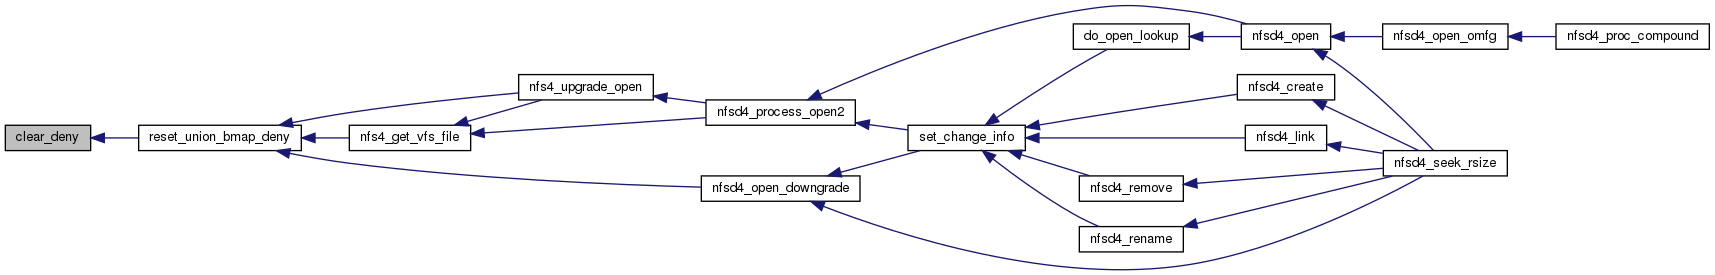 clear_deny
reset_union_bmap_deny
nfs4_upgrade_open
nfs4_get_vfs_file
nfsd4_process_open2
nfsd4_open_downgrade
set_change_info
do_open_lookup
nfsd4_open
nfsd4_open_omfg
nfsd4_proc_compound
nfsd4_create
nfsd4_link
nfsd4_remove
nfsd4_rename
nfsd4_seek_rsize